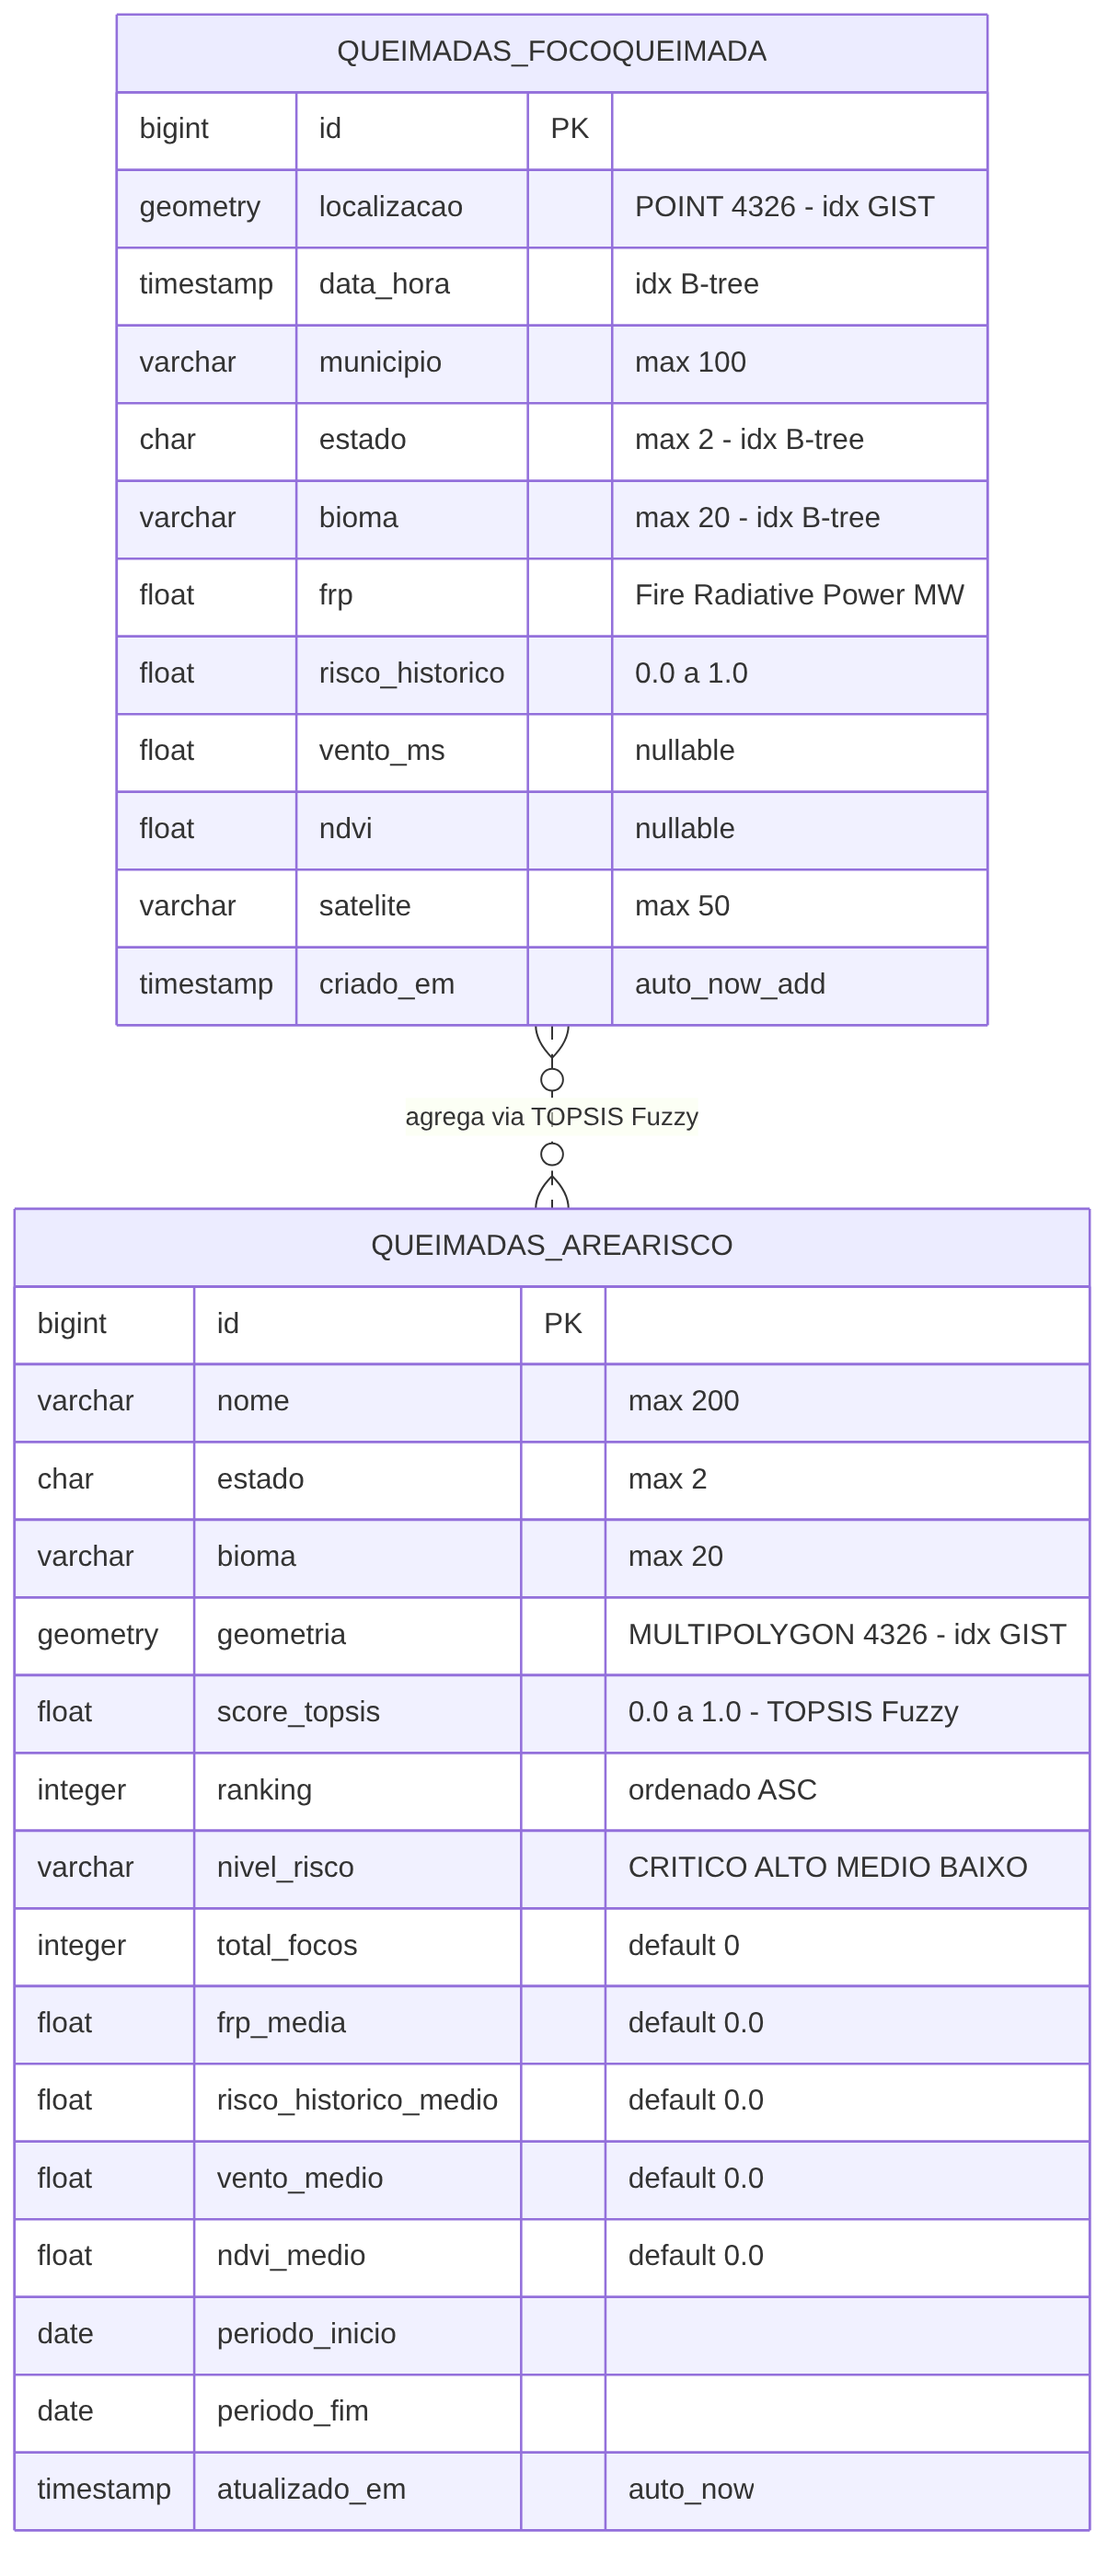 QUEIMADAS_FOCOQUEIMADA
bigint id PK
geometry localizacao POINT 4326 - idx GIST
timestamp data_hora idx B-tree
varchar municipio max 100
char estado max 2 - idx B-tree
varchar bioma max 20 - idx B-tree
float frp Fire Radiative Power MW
float risco_historico 0.0 a 1.0
float vento_ms nullable
float ndvi nullable
varchar satelite max 50
timestamp criado_em auto_now_add
agrega via TOPSIS Fuzzy
QUEIMADAS_AREARISCO
bigint id PK
varchar nome max 200
char estado max 2
varchar bioma max 20
geometry geometria MULTIPOLYGON 4326 - idx GIST
float score_topsis 0.0 a 1.0 - TOPSIS Fuzzy
integer ranking ordenado ASC
varchar nivel_risco CRITICO ALTO MEDIO BAIXO
integer total_focos default 0
float frp_media default 0.0
float risco_historico_medio default 0.0
float vento_medio default 0.0
float ndvi_medio default 0.0
date periodo_inicio
date periodo_fim
timestamp atualizado_em auto_now